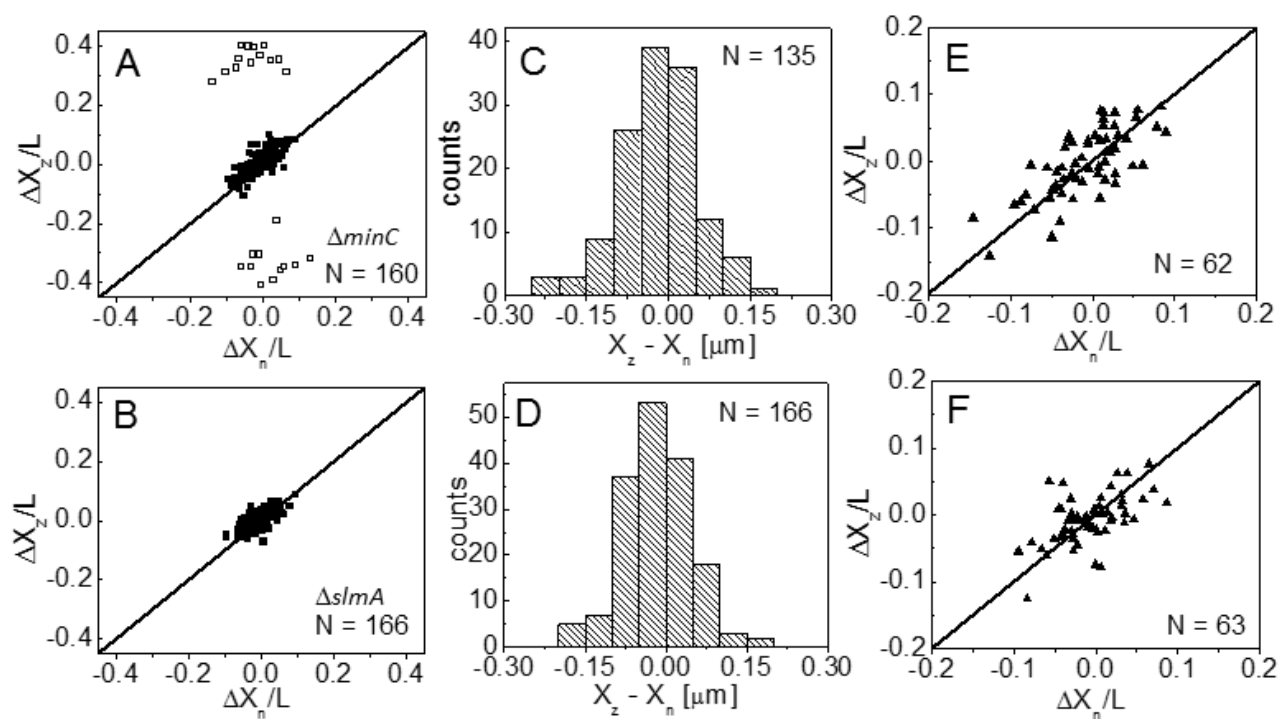 A
0.4
0.2
0.0
-0.2
-0.4
ΔX_z/L
ΔminC
N = 160
-0.4 -0.2 0.0 0.2 0.4
ΔX_n/L
C
N = 135
40
30
20
10
0
counts
-0.30 -0.15 0.00 0.15 0.30
X_z - X_n [μm]
E
0.2
0.1
0.0
-0.1
-0.2
ΔX_z/L
N = 62
-0.2 -0.1 0.0 0.1 0.2
ΔX_n/L
B
0.4
0.2
0.0
-0.2
-0.4
ΔX_z/L
ΔslmA
N = 166
-0.4 -0.2 0.0 0.2 0.4
ΔX_n/L
D
N = 166
50
40
30
20
10
0
counts
-0.30 -0.15 0.00 0.15 0.30
X_z - X_n [μm]
F
0.2
0.1
0.0
-0.1
-0.2
ΔX_z/L
N = 63
-0.2 -0.1 0.0 0.1 0.2
ΔX_n/L